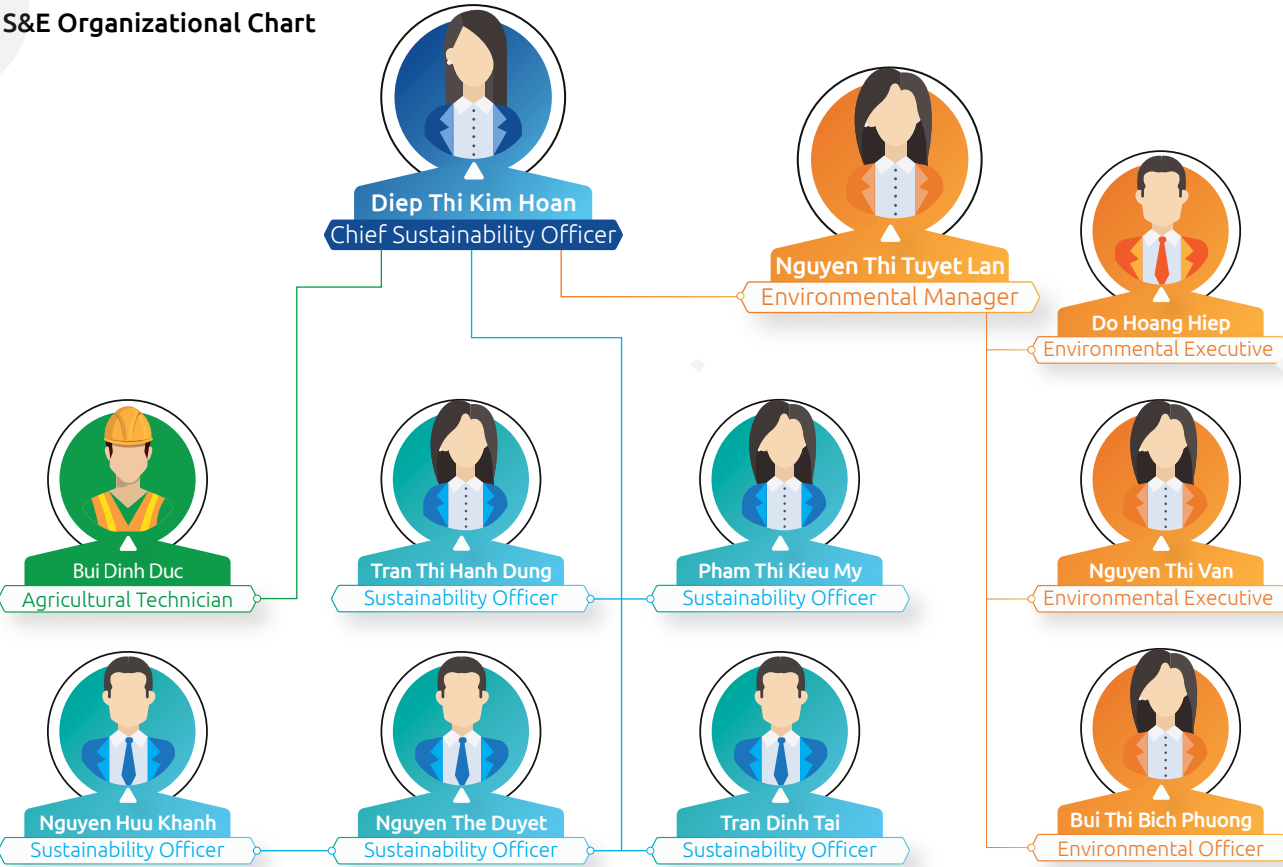 S&E Organizational Chart
Diep Thi Kim Hoan
Chief Sustainability Officer
Nguyen Thi Tuyet Lan
Environmental Manager
Do Hoang Hiep
Environmental Executive
Bui Dinh Duc
Agricultural Technician
Tran Thi Hanh Dung
Sustainability Officer
Pham Thi Kieu My
Sustainability Officer
Nguyen Thi Van
Environmental Executive
Nguyen Huu Khanh
Sustainability Officer
Nguyen The Duyet
Sustainability Officer
Tran Dinh Tai
Sustainability Officer
Bui Thi Bich Phuong
Environmental Officer